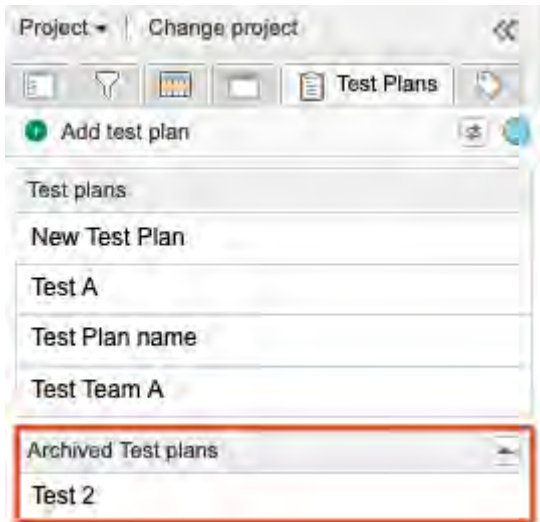 Project Change project
Test Plans
Add test plan
Test plans
New Test Plan
Test A
Test Plan name
Test Team A
Archived Test plans
Test 2